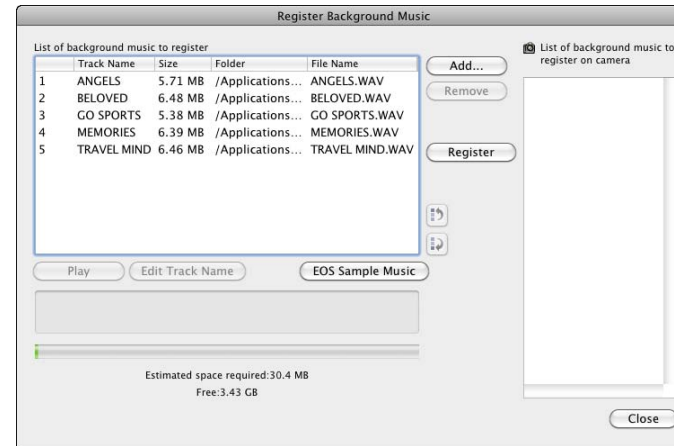 Register Background Music
List of background music to register
Track Name Size Folder File Name
1 ANGELS 5.71 MB /Applications... ANGELS.WAV
2 BELOVED 6.48 MB /Applications... BELOVED.WAV
3 GO SPORTS 5.38 MB /Applications... GO SPORTS.WAV
4 MEMORIES 6.39 MB /Applications... MEMORIES.WAV
5 TRAVEL MIND 6.46 MB /Applications... TRAVEL MIND.WAV
Add...
Remove
Register
Play Edit Track Name EOS Sample Music
Estimated space required:30.4 MB
Free:3.43 GB
List of background music to
register on camera
Close